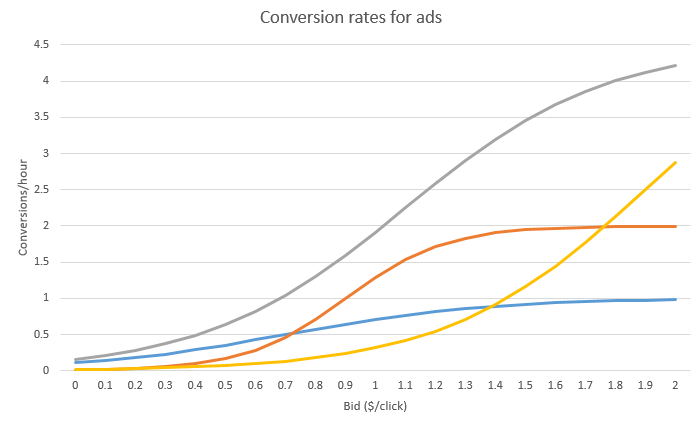 Conversion rates for ads
4.5
4
3.5
3
2.5
2
1.5
1
0.5
0
Conversions/hour
0 0.1 0.2 0.3 0.4 0.5 0.6 0.7 0.8 0.9 1 1.1 1.2 1.3 1.4 1.5 1.6 1.7 1.8 1.9 2
Bid ($/click)